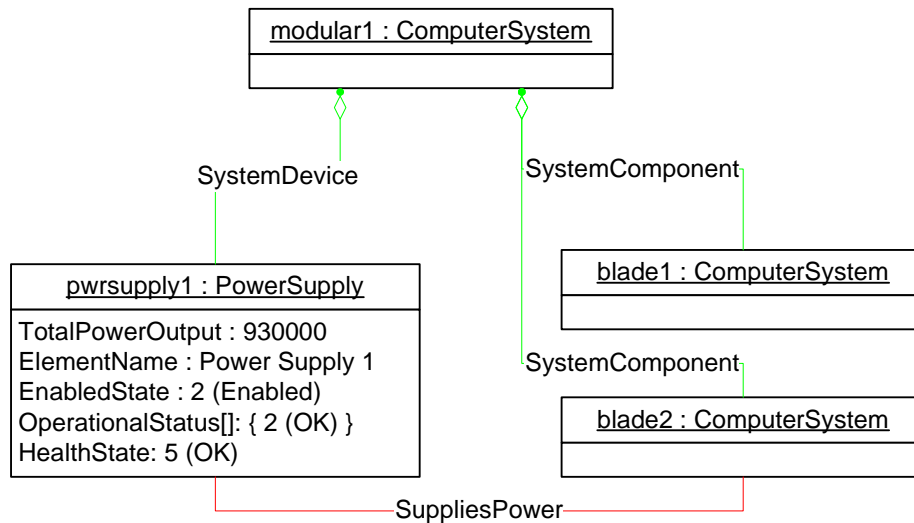 modular1 : ComputerSystem
SystemDevice
SystemComponent
pwrsupply1 : PowerSupply
TotalPowerOutput : 930000
ElementName : Power Supply 1
EnabledState : 2 (Enabled)
OperationalStatus[]: { 2 (OK) }
HealthState: 5 (OK)
blade1 : ComputerSystem
SystemComponent
blade2 : ComputerSystem
SuppliesPower